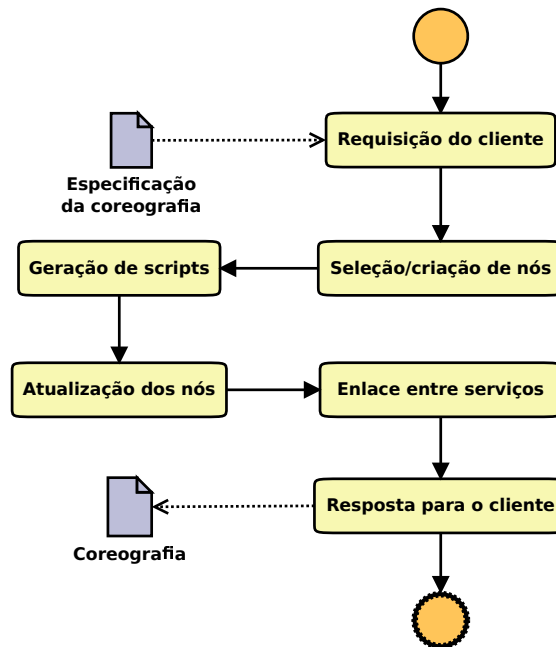 Requisição do cliente
Especificação
da coreografia
Seleção/criação de nós
Geração de scripts
Atualização dos nós
Enlace entre serviços
Resposta para o cliente
Coreografia